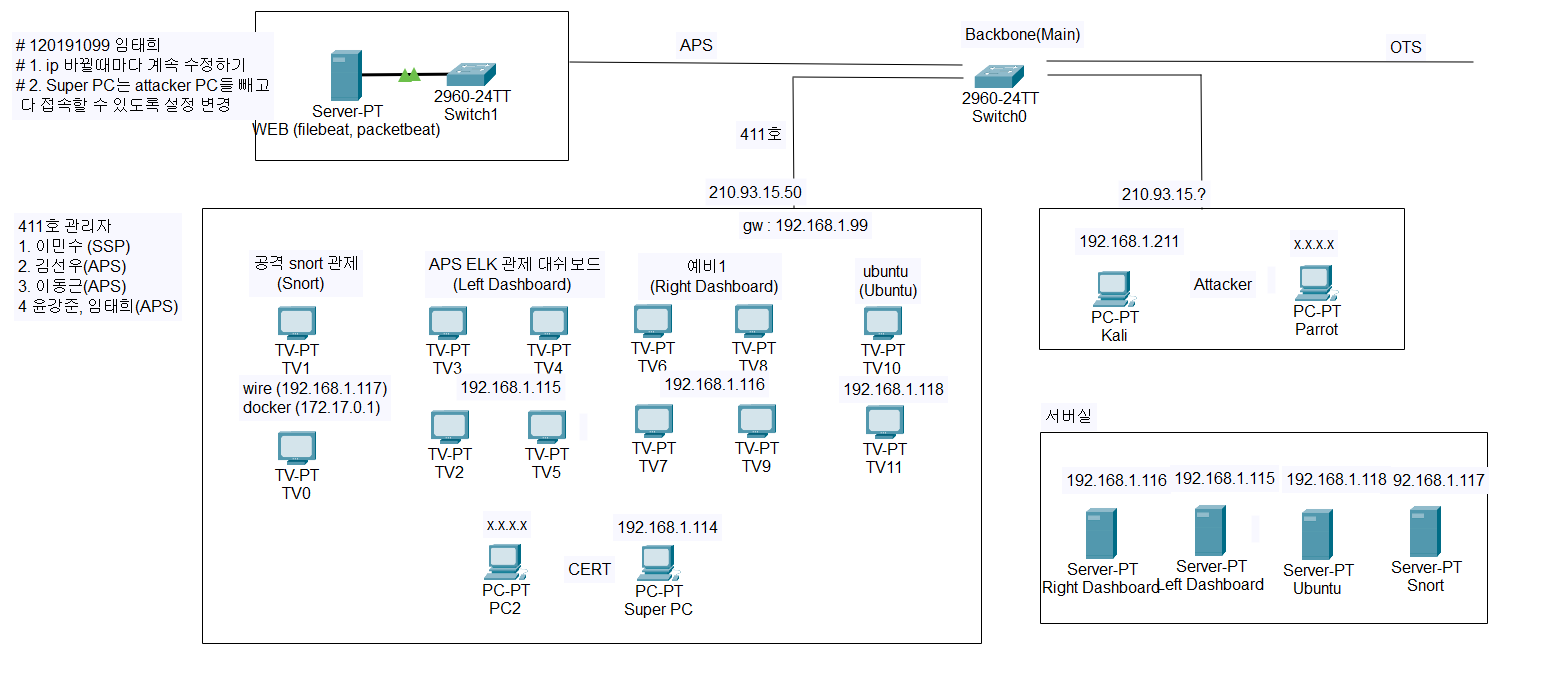 # 120191099 임태희
# 1. ip 바뀔때마다 계속 수정하기
# 2. Super PC는 attacker PC들 빼고
다 접속할 수 있도록 설정 변경
Server-PT
WEB (filebeat, packetbeat)
2960-24TT
Switch1
APS
Backbone(Main)
2960-24TT
Switch0
OTS
411호
210.93.15.50
210.93.15.?
411호 관리자
1. 이민수 (SSP)
2. 김선우(APS)
3. 이동근(APS)
4 윤강준, 임태희(APS)
gw : 192.168.1.99
공격 snort 관제
(Snort)
APS ELK 관제 대쉬보드
(Left Dashboard)
예비1
(Right Dashboard)
ubuntu
(Ubuntu)
TV-PT
TV1
TV-PT
TV3
TV-PT
TV4
TV-PT
TV6
TV-PT
TV8
TV-PT
TV10
wire (192.168.1.117)
docker (172.17.0.1)
192.168.1.115
192.168.1.116
192.168.1.118
TV-PT
TV0
TV-PT
TV2
TV-PT
TV5
TV-PT
TV7
TV-PT
TV9
TV-PT
TV11
x.x.x.x
PC-PT
PC2
CERT
192.168.1.114
PC-PT
Super PC
192.168.1.211
PC-PT
Kali
Attacker
x.x.x.x
PC-PT
Parrot
서버실
192.168.1.116
192.168.1.115
192.168.1.118
92.168.1.117
Server-PT
Right Dashboard
Server-PT
Left Dashboard
Server-PT
Ubuntu
Server-PT
Snort